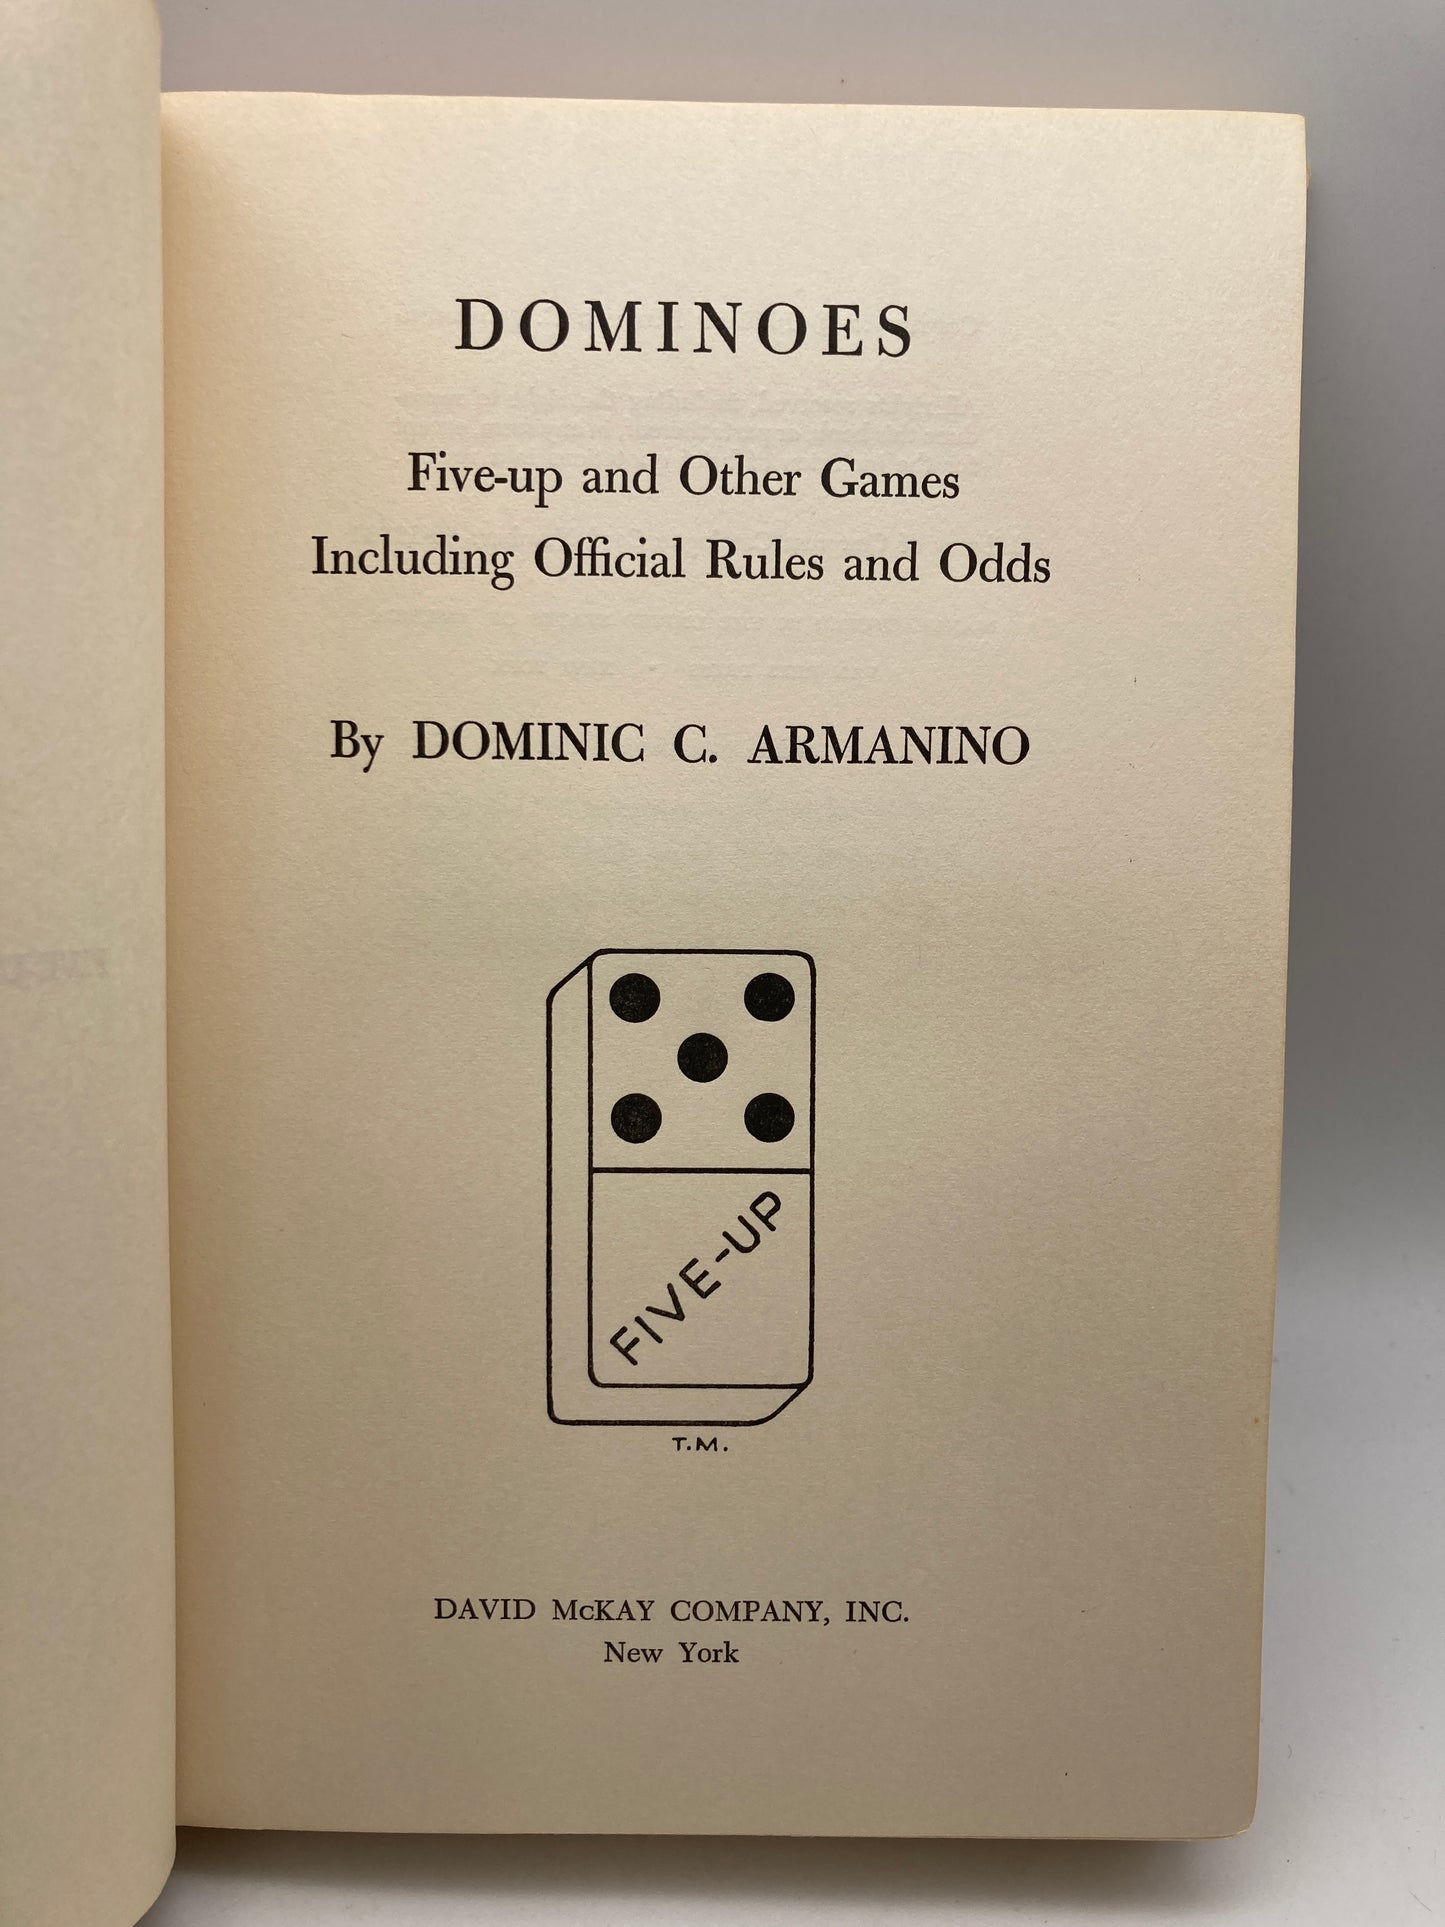 DOMINOES
Five-up and Other Games
Including Official Rules and Odds
By DOMINIC C. ARMANINO
FIVE-UP
T.M.
DAVID McKAY COMPANY, INC.
New York